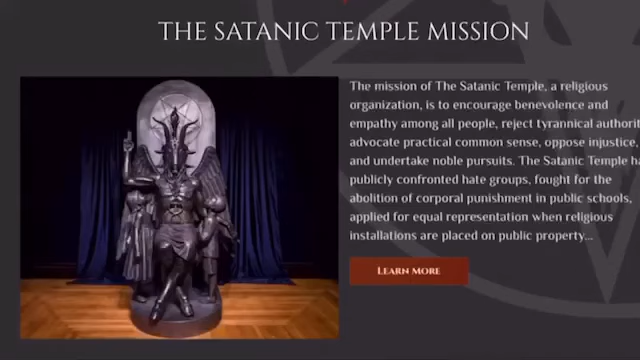 THE SATANIC TEMPLE MISSION
The mission of The Satanic Temple, a religious
organization, is to encourage benevolence and
empathy among all people, reject tyrannical authorit
advocate practical common sense, oppose injustice,
and undertake noble pursuits. The Satanic Temple ha
publicly confronted hate groups, fought for the
abolition of corporal punishment in public schools,
applied for equal representation when religious
installations are placed on public property...
LEARN MORE